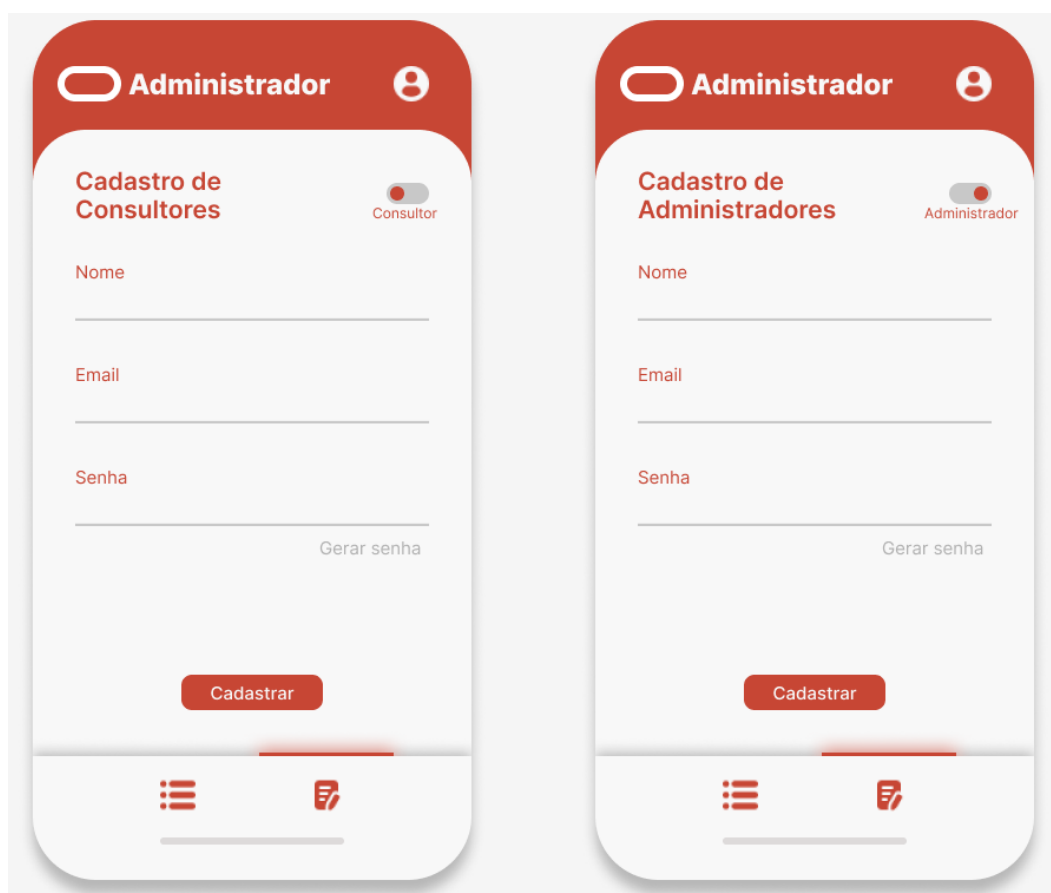 Administrador
Cadastro de
Consultores
Consultor
Nome
Email
Senha
Gerar senha
Cadastrar
Administrador
Cadastro de
Administradores
Administrador
Nome
Email
Senha
Gerar senha
Cadastrar